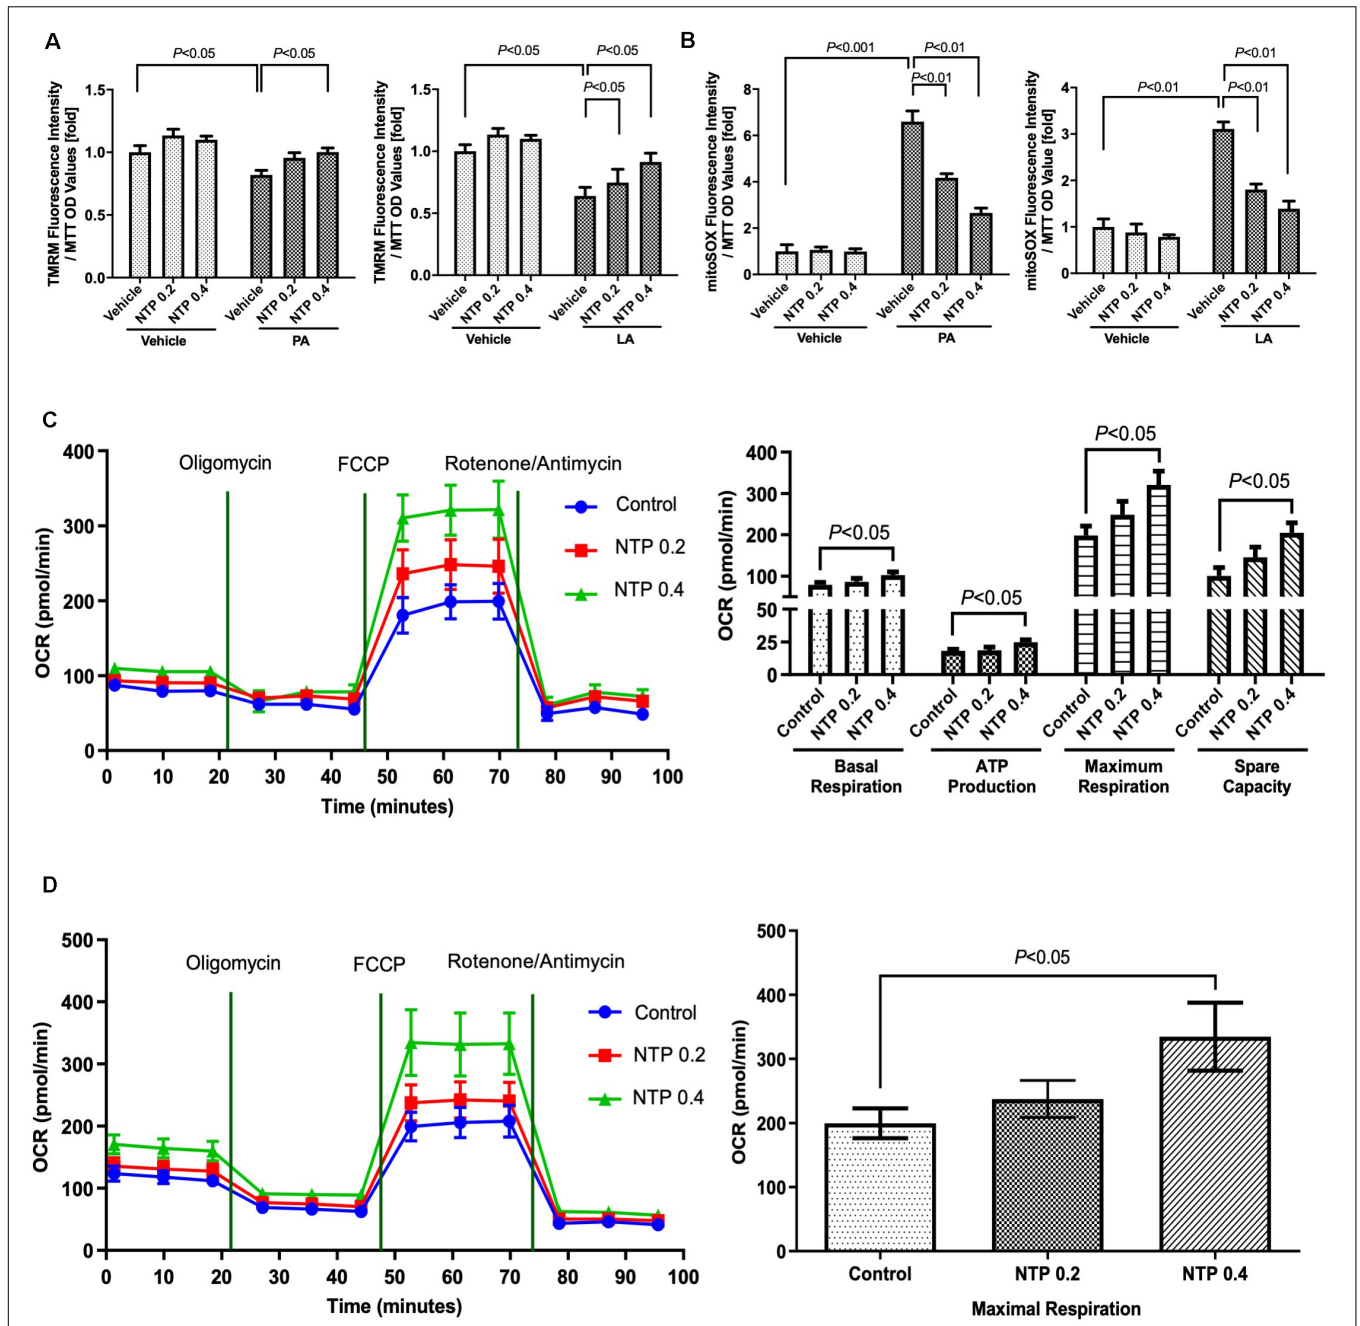 A
P<0.05
P<0.05
TMRM Fluorescence Intensity
/ MTT OD Values [fold]
1.5
1.0
0.5
0.0
Vehicle
NTP 0.2
NTP 0.4
Vehicle
NTP 0.2
NTP 0.4
Vehicle
PA
P<0.05
P<0.05
P<0.05
TMRM Fluorescence Intensity
/ MTT OD Values [fold]
1.5
1.0
0.5
0.0
Vehicle
NTP 0.2
NTP 0.4
Vehicle
NTP 0.2
NTP 0.4
Vehicle
LA
B
P<0.001
P<0.01
P<0.01
mitoSOX Fluorescence Intensity
/ MTT OD Values [fold]
8
6
4
2
0
Vehicle
NTP 0.2
NTP 0.4
Vehicle
NTP 0.2
NTP 0.4
Vehicle
PA
P<0.01
P<0.01
P<0.01
mitoSOX Fluorescence Intensity
/ MTT OD Value [fold]
4
3
2
1
0
Vehicle
NTP 0.2
NTP 0.4
Vehicle
NTP 0.2
NTP 0.4
Vehicle
LA
C
OCR (pmol/min)
400
300
200
100
0
Oligomycin
FCCP
Rotenone/Antimycin
Control
NTP 0.2
NTP 0.4
0 10 20 30 40 50 60 70 80 90 100
Time (minutes)
OCR (pmol/min)
400
300
200
100
50
25
0
P<0.05
P<0.05
P<0.05
P<0.05
Control
NTP 0.2
NTP 0.4
Control
NTP 0.2
NTP 0.4
Control
NTP 0.2
NTP 0.4
Control
NTP 0.2
NTP 0.4
Basal
Respiration
ATP
Production
Maximum
Respiration
Spare
Capacity
D
OCR (pmol/min)
500
400
300
200
100
0
Oligomycin
FCCP
Rotenone/Antimycin
Control
NTP 0.2
NTP 0.4
0 10 20 30 40 50 60 70 80 90 100
Time (minutes)
OCR (pmol/min)
500
400
300
200
100
0
P<0.05
Control
NTP 0.2
NTP 0.4
Maximal Respiration